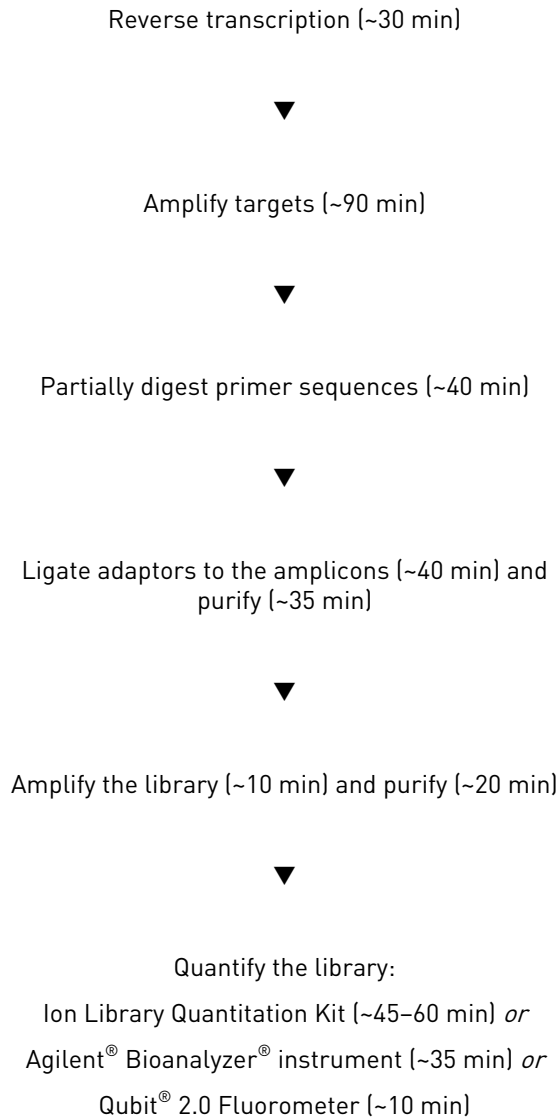 Reverse transcription (~30 min)
▼
Amplify targets (~90 min)
▼
Partially digest primer sequences (~40 min)
▼
Ligate adaptors to the amplicons (~40 min) and
purify (~35 min)
▼
Amplify the library (~10 min) and purify (~20 min)
▼
Quantify the library:
Ion Library Quantitation Kit (~45–60 min) or
Agilent® Bioanalyzer® instrument (~35 min) or
Qubit® 2.0 Fluorometer (~10 min)